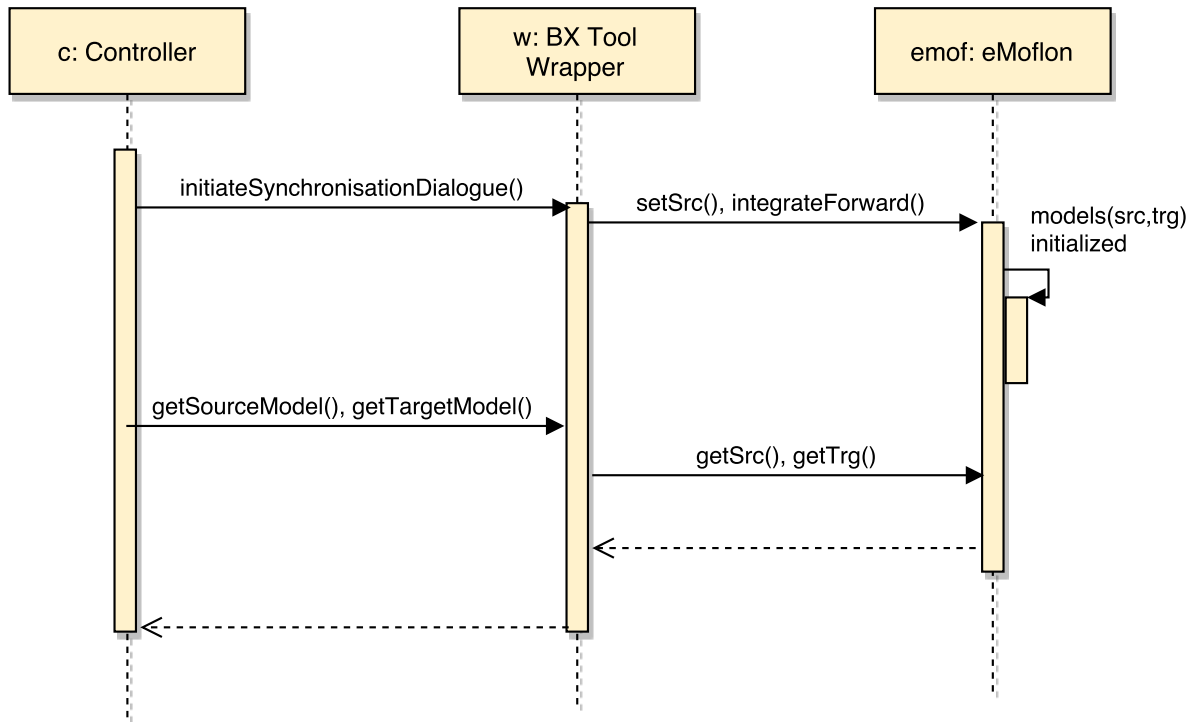 c: Controller
w: BX Tool
Wrapper
emof: eMoflon
initiateSynchronisationDialogue()
setSrc(), integrateForward()
models(src,trg)
initialized
getSourceModel(), getTargetModel()
getSrc(), getTrg()